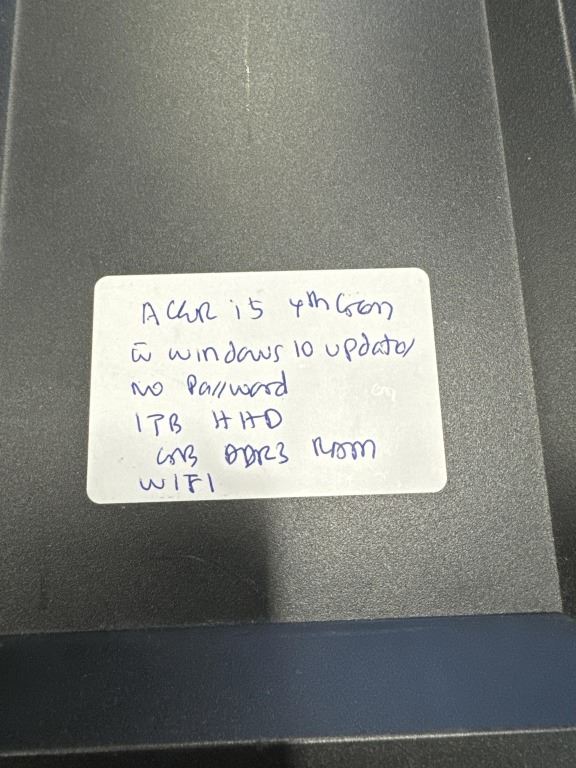 ACER i5 4th Gen
w̄ windows 10 updated
No Password
1TB HHD
GB DDR3 RAM
WIFI